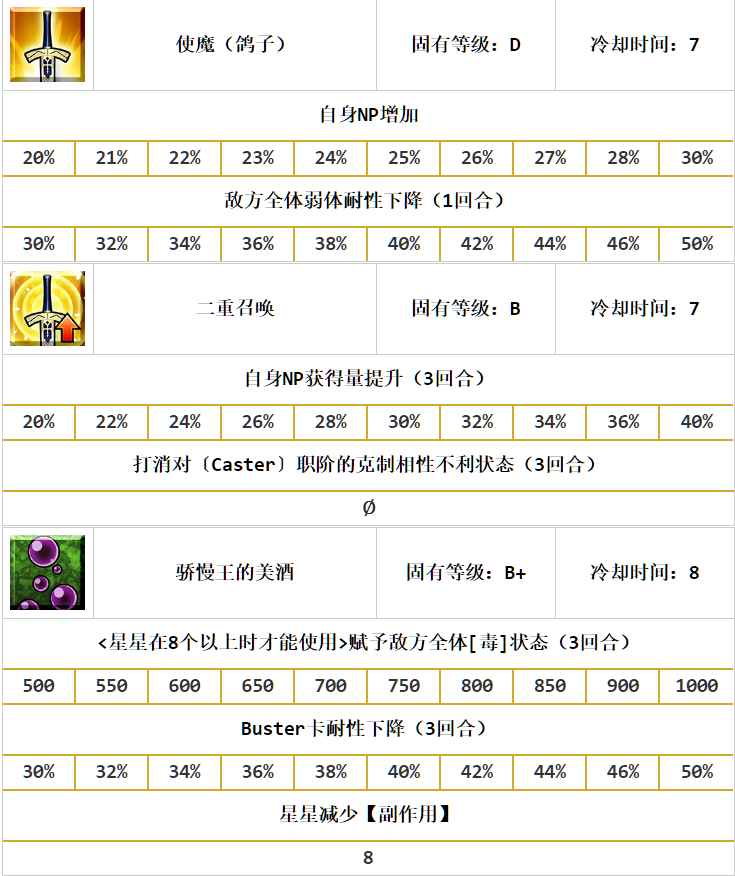 使魔（鸽子） 固有等级：D 冷却时间：7
自身NP增加
20% 21% 22% 23% 24% 25% 26% 27% 28% 30%
敌方全体弱体耐性下降（1回合）
30% 32% 34% 36% 38% 40% 42% 44% 46% 50%
二重召唤 固有等级：B 冷却时间：7
自身NP获得量提升（3回合）
20% 22% 24% 26% 28% 30% 32% 34% 36% 40%
打消对〔Caster〕职阶的克制相性不利状态（3回合）
Ø
骄慢王的美酒 固有等级：B+ 冷却时间：8
<星星在8个以上时才能使用>赋予敌方全体[毒]状态（3回合）
500 550 600 650 700 750 800 850 900 1000
Buster卡耐性下降（3回合）
30% 32% 34% 36% 38% 40% 42% 44% 46% 50%
星星减少【副作用】
8